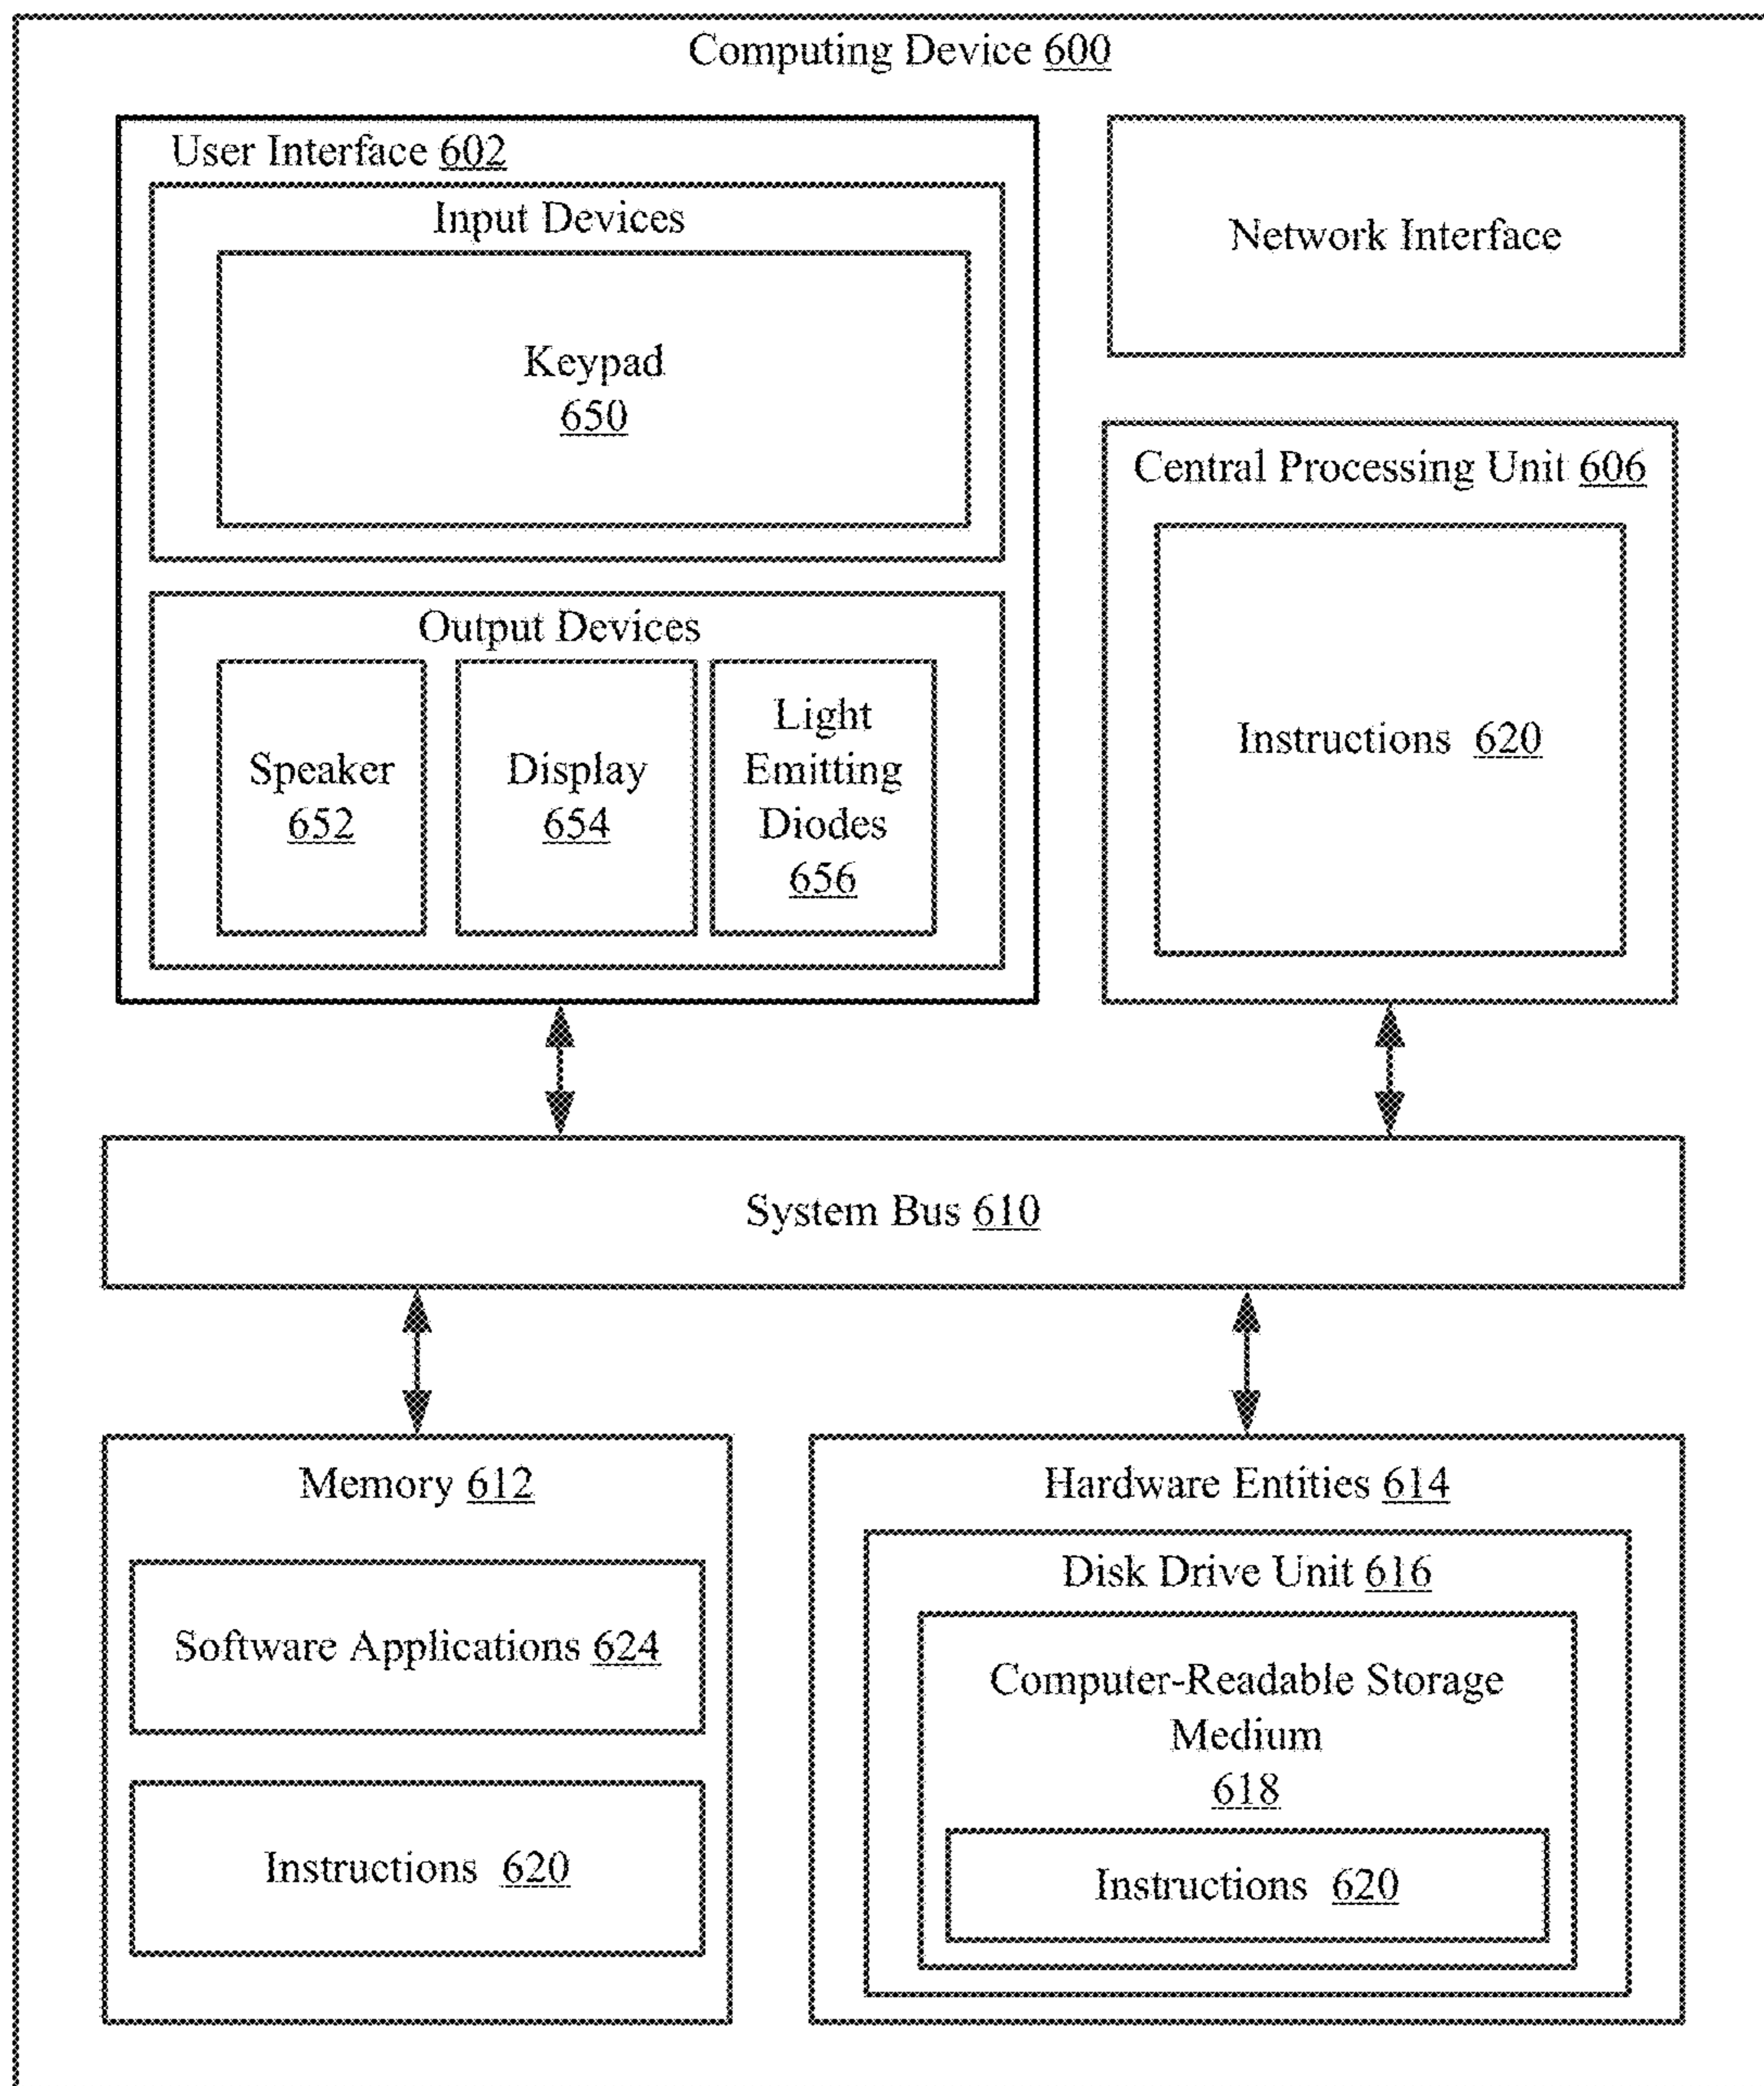 Computing Device 600
User Interface 602
Input Devices
Keypad
650
Output Devices
Speaker
652
Display
654
Light
Emitting
Diodes
656
Network Interface
Central Processing Unit 606
Instructions 620
System Bus 610
Memory 612
Software Applications 624
Instructions 620
Hardware Entities 614
Disk Drive Unit 616
Computer-Readable Storage
Medium
618
Instructions 620